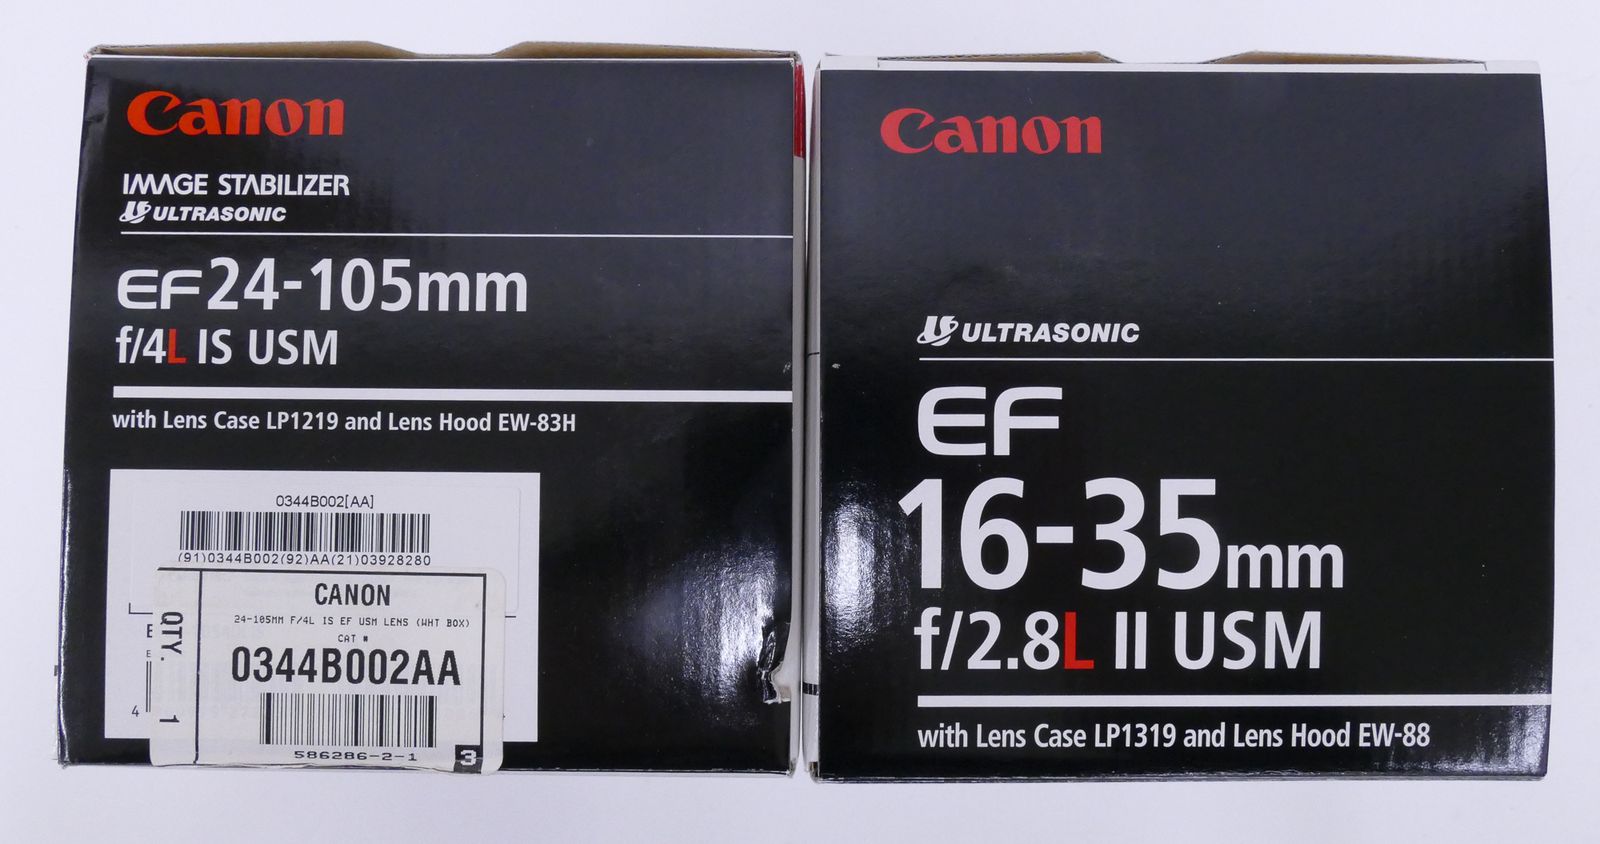 Canon
IMAGE STABILIZER
ULTRASONIC
EF24-105mm
f/4L IS USM
with Lens Case LP1219 and Lens Hood EW-83H
0344B002[AA]
(91)0344B002(92)AA(21)03928280
QTY. 1
CANON
24-105MM F/4L IS EF USM LENS (WHT BOX)
CAT #
0344B002AA
586286-2-1
3
E
E
4
Canon
ULTRASONIC
EF
16-35mm
f/2.8L II USM
with Lens Case LP1319 and Lens Hood EW-88